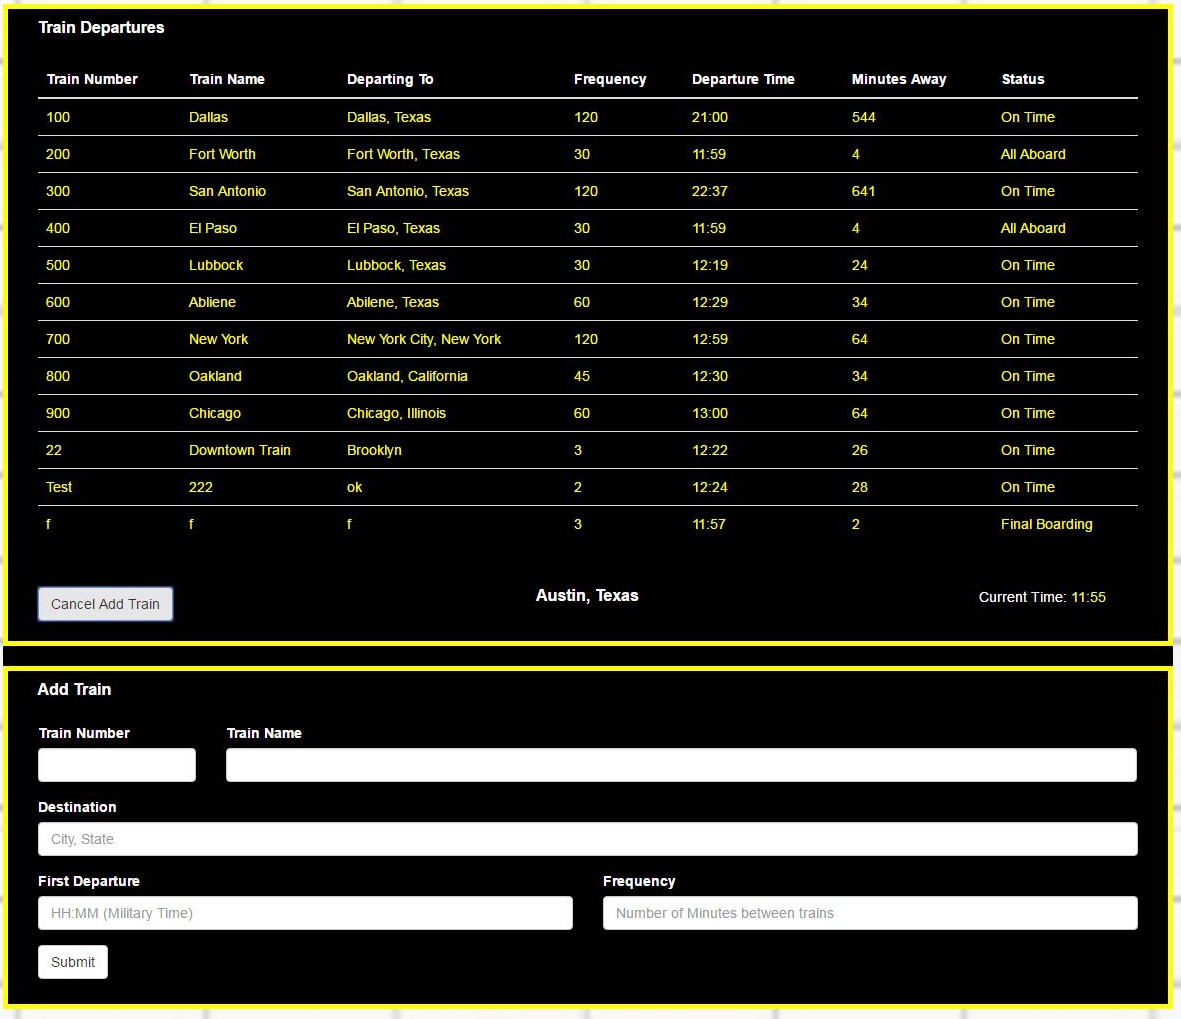 Train Departures
Train Number Train Name Departing To Frequency Departure Time Minutes Away Status
100 Dallas Dallas, Texas 120 21:00 544 On Time
200 Fort Worth Fort Worth, Texas 30 11:59 4 All Aboard
300 San Antonio San Antonio, Texas 120 22:37 641 On Time
400 El Paso El Paso, Texas 30 11:59 4 All Aboard
500 Lubbock Lubbock, Texas 30 12:19 24 On Time
600 Abliene Abilene, Texas 60 12:29 34 On Time
700 New York New York City, New York 120 12:59 64 On Time
800 Oakland Oakland, California 45 12:30 34 On Time
900 Chicago Chicago, Illinois 60 13:00 64 On Time
22 Downtown Train Brooklyn 3 12:22 26 On Time
Test 222 ok 2 12:24 28 On Time
f f f 3 11:57 2 Final Boarding
Cancel Add Train Austin, Texas Current Time: 11:55
Add Train
Train Number Train Name
Destination
City, State
First Departure Frequency
HH:MM (Military Time) Number of Minutes between trains
Submit